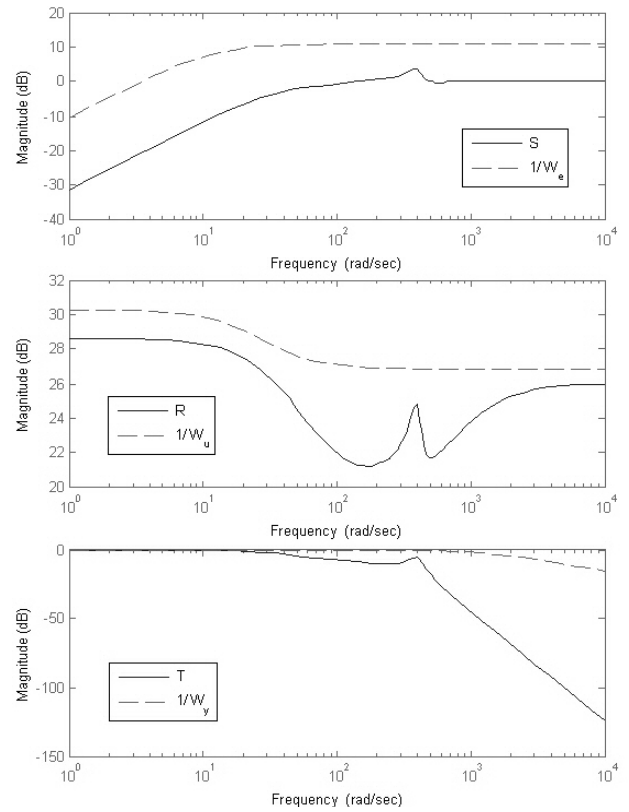 20
10
0
-10
-20
-30
-40
Magnitude (dB)
S
1/W_e
10^0
10^1
10^2
10^3
10^4
Frequency (rad/sec)
32
30
28
26
24
22
20
Magnitude (dB)
R
1/W_u
10^0
10^1
10^2
10^3
10^4
Frequency (rad/sec)
0
-50
-100
-150
Magnitude (dB)
T
1/W_y
10^0
10^1
10^2
10^3
10^4
Frequency (rad/sec)